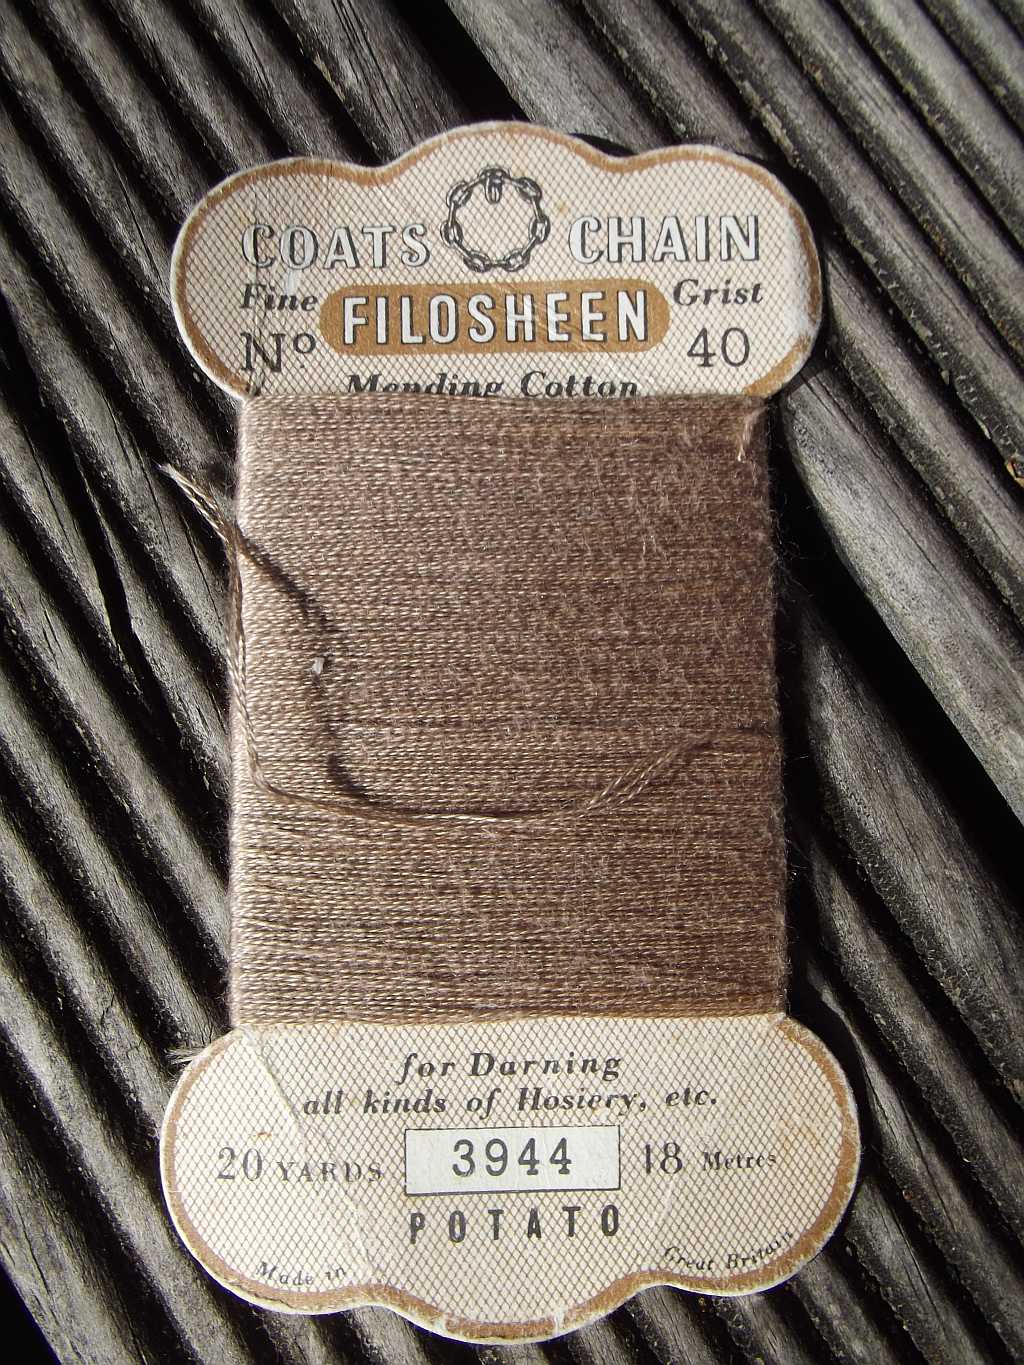 COATS CHAIN
Fine FILOSHEEN Grist
Nº 40
Mending Cotton
for Darning
all kinds of Hosiery, etc.
20 YARDS 3944 18 Metres
POTATO
Made in Great Britain